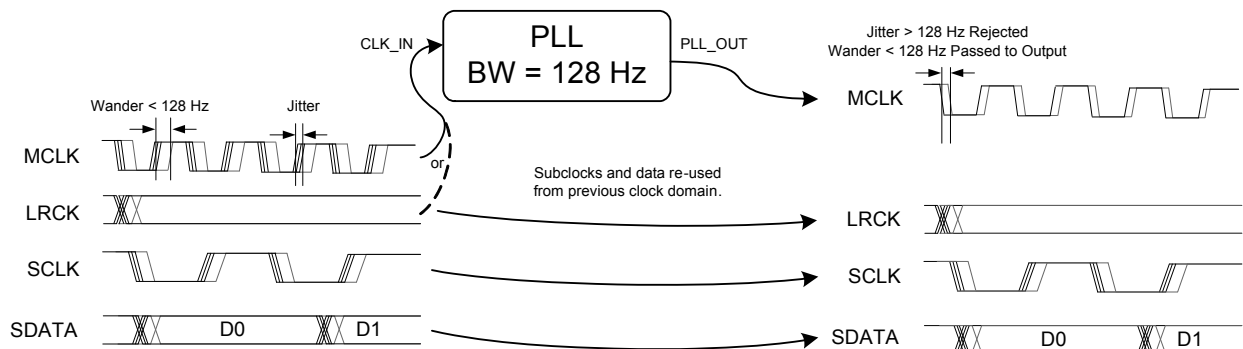 PLL
BW = 128 Hz
CLK_IN
PLL_OUT
Jitter > 128 Hz Rejected
Wander < 128 Hz Passed to Output
MCLK
Wander < 128 Hz
Jitter
MCLK
or
Subclocks and data re-used
from previous clock domain.
LRCK
LRCK
SCLK
SCLK
SDATA
D0
D1
SDATA
D0
D1